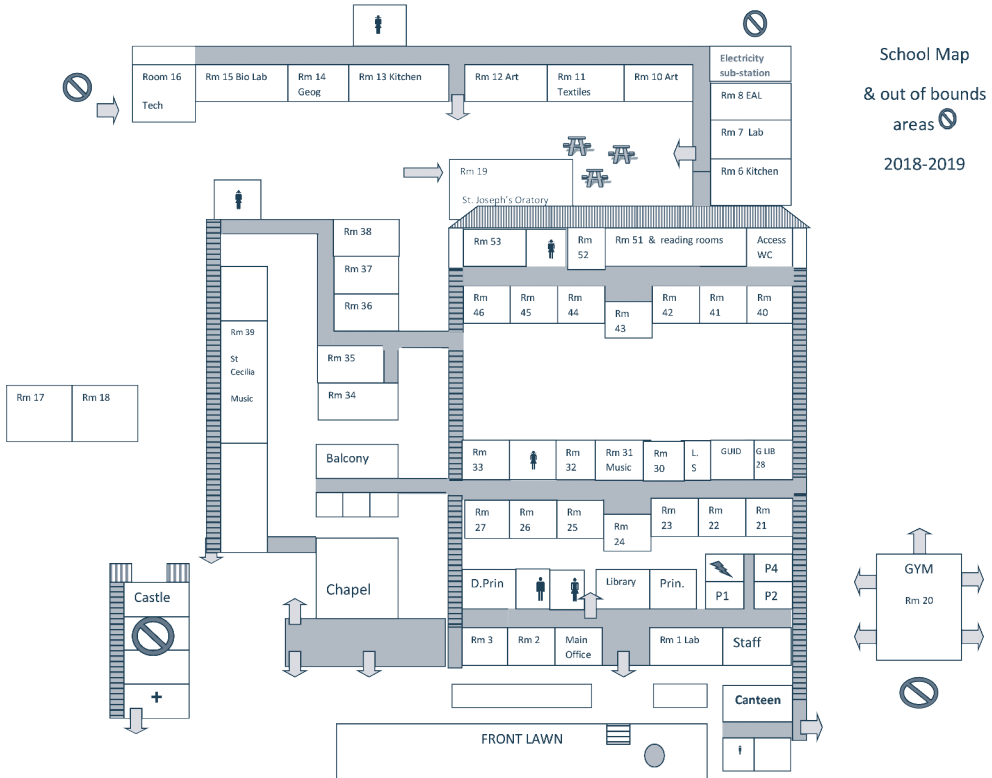 School Map
& out of bounds
areas
2018-2019
Electricity
sub-station
Room 16
Tech
Rm 15 Bio Lab
Rm 14
Geog
Rm 13 Kitchen
Rm 12 Art
Rm 11
Textiles
Rm 10 Art
Rm 8 EAL
Rm 7 Lab
Rm 6 Kitchen
Rm 19
St. Joseph's Oratory
Rm 38
Rm 37
Rm 36
Rm 35
Rm 34
Rm 53
Rm
52
Rm 51 & reading rooms
Access
WC
Rm
46
Rm
45
Rm
44
Rm
43
Rm
42
Rm
41
Rm
40
Rm 39
St
Cecilia
Music
Rm 17
Rm 18
Balcony
Rm
33
Rm
32
Rm 31
Music
Rm
30
L.
S
GUID
G LIB
28
Rm
27
Rm
26
Rm
25
Rm
24
Rm
23
Rm
22
Rm
21
Chapel
D.Prin
Library
Prin.
P1
P4
P2
GYM
Rm 20
Castle
Rm 3
Rm 2
Main
Office
Rm 1 Lab
Staff
Canteen
FRONT LAWN